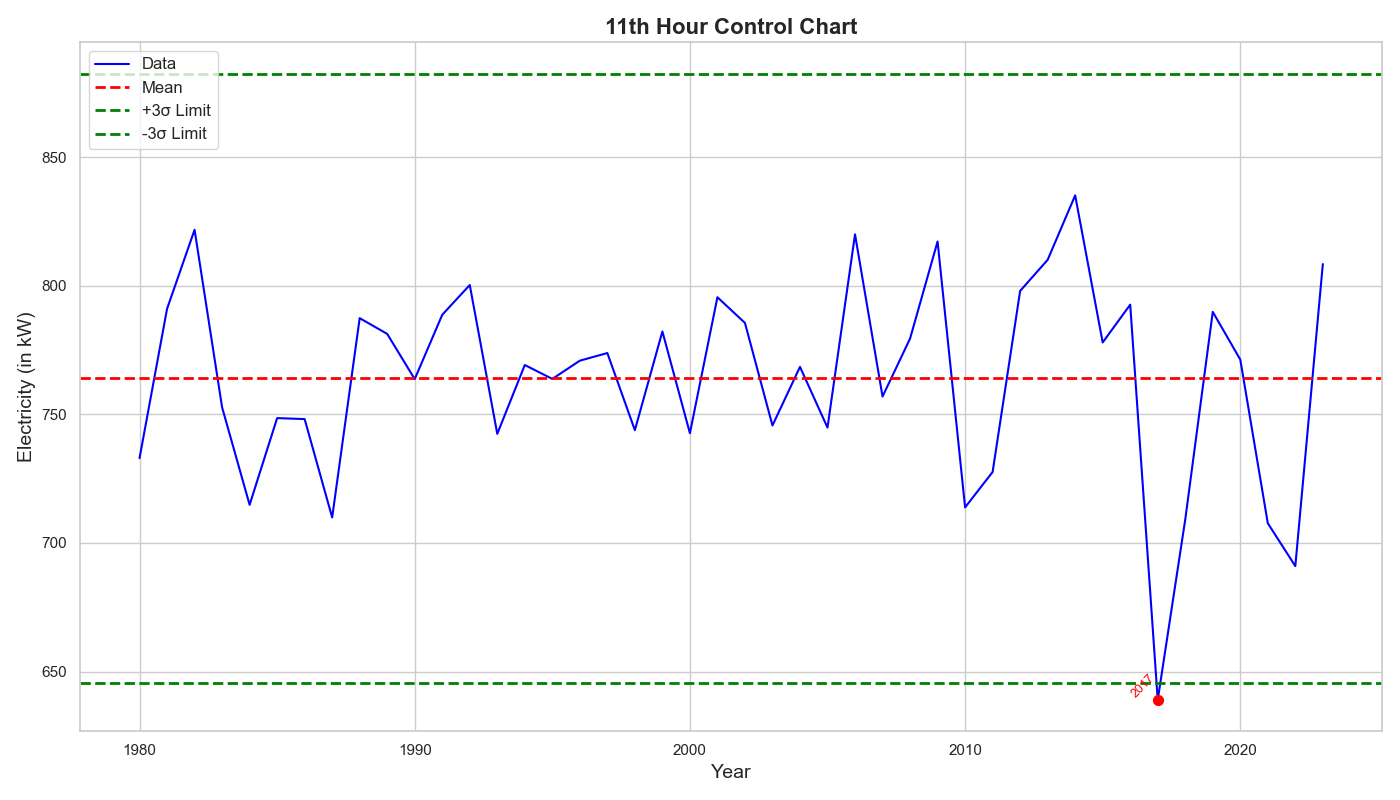 11th Hour Control Chart
Data
Mean
+3σ Limit
-3σ Limit
850
800
750
700
650
Electricity (in kW)
2017
1980
1990
2000
2010
2020
Year